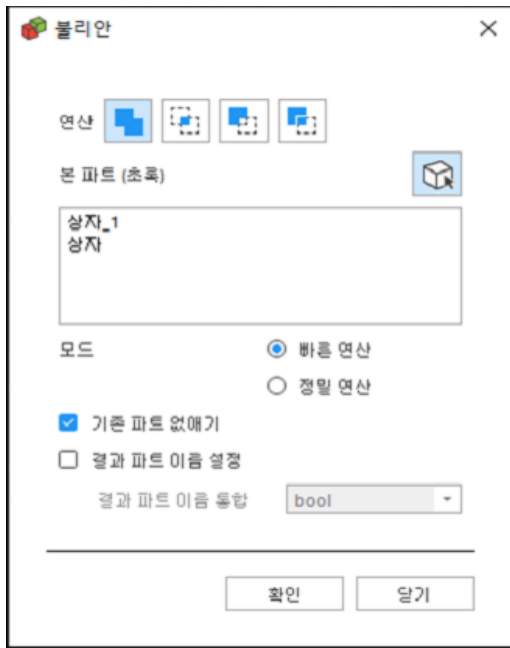 불리안
연산
본 파트 (초록)
상자_1
상자
모드
빠른 연산
정밀 연산
기존 파트 없애기
결과 파트 이음 설정
결과 파트 이음 통합
bool
확인
닫기